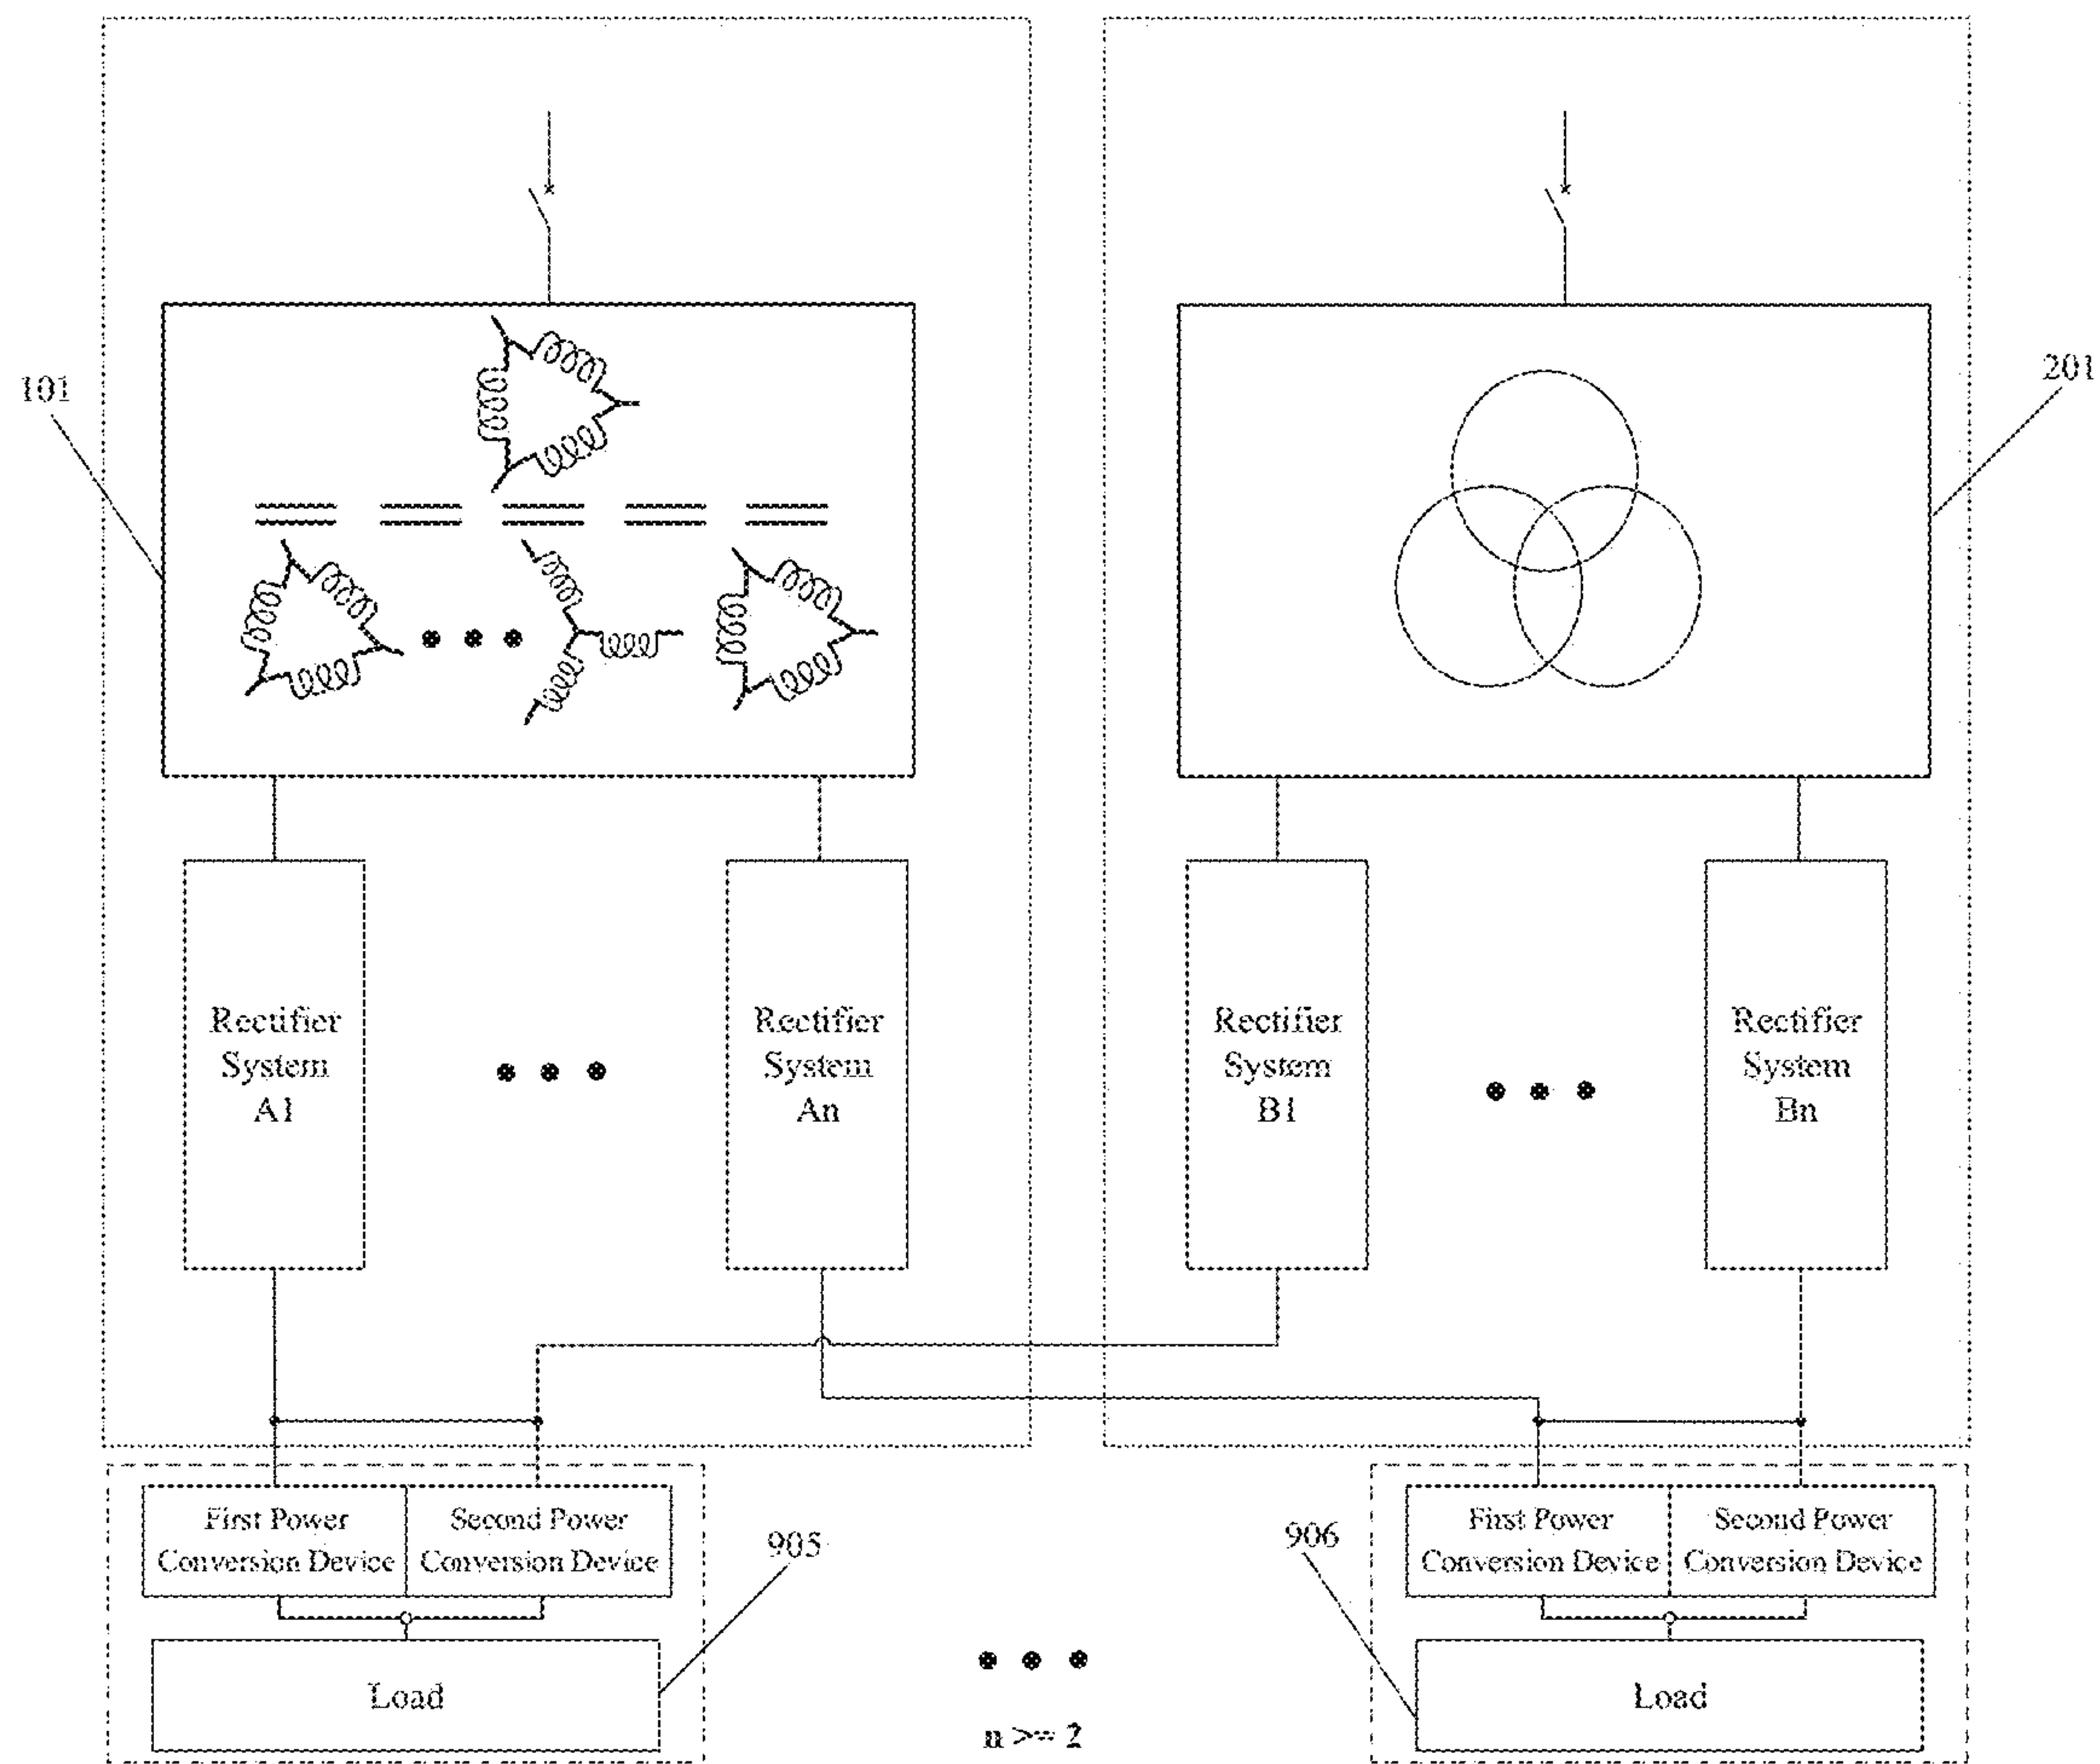 101
201
Rectifier
System
A1
Rectifier
System
An
Rectifier
System
B1
Rectifier
System
Bn
First Power
Conversion Device
Second Power
Conversion Device
905
Load
906
First Power
Conversion Device
Second Power
Conversion Device
Load
n >= 2